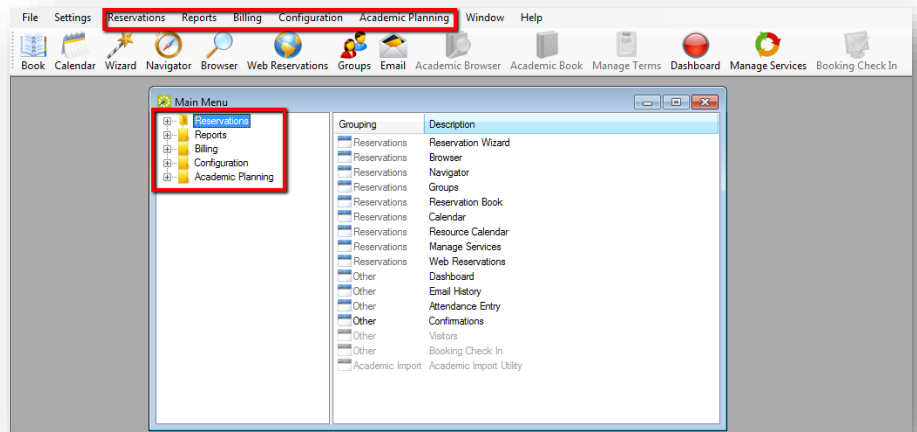 File Settings Reservations Reports Billing Configuration Academic Planning Window Help
Book Calendar Wizard Navigator Browser Web Reservations Groups Email Academic Browser Academic Book Manage Terms Dashboard Manage Services Booking Check In
Main Menu
Reservations
Reports
Billing
Configuration
Academic Planning
Grouping Description
Reservations Reservation Wizard
Reservations Browser
Reservations Navigator
Reservations Groups
Reservations Reservation Book
Reservations Calendar
Reservations Resource Calendar
Reservations Manage Services
Reservations Web Reservations
Other Dashboard
Other Email History
Other Attendance Entry
Other Confirmations
Other Visitors
Other Booking Check In
Academic Import Academic Import Utility